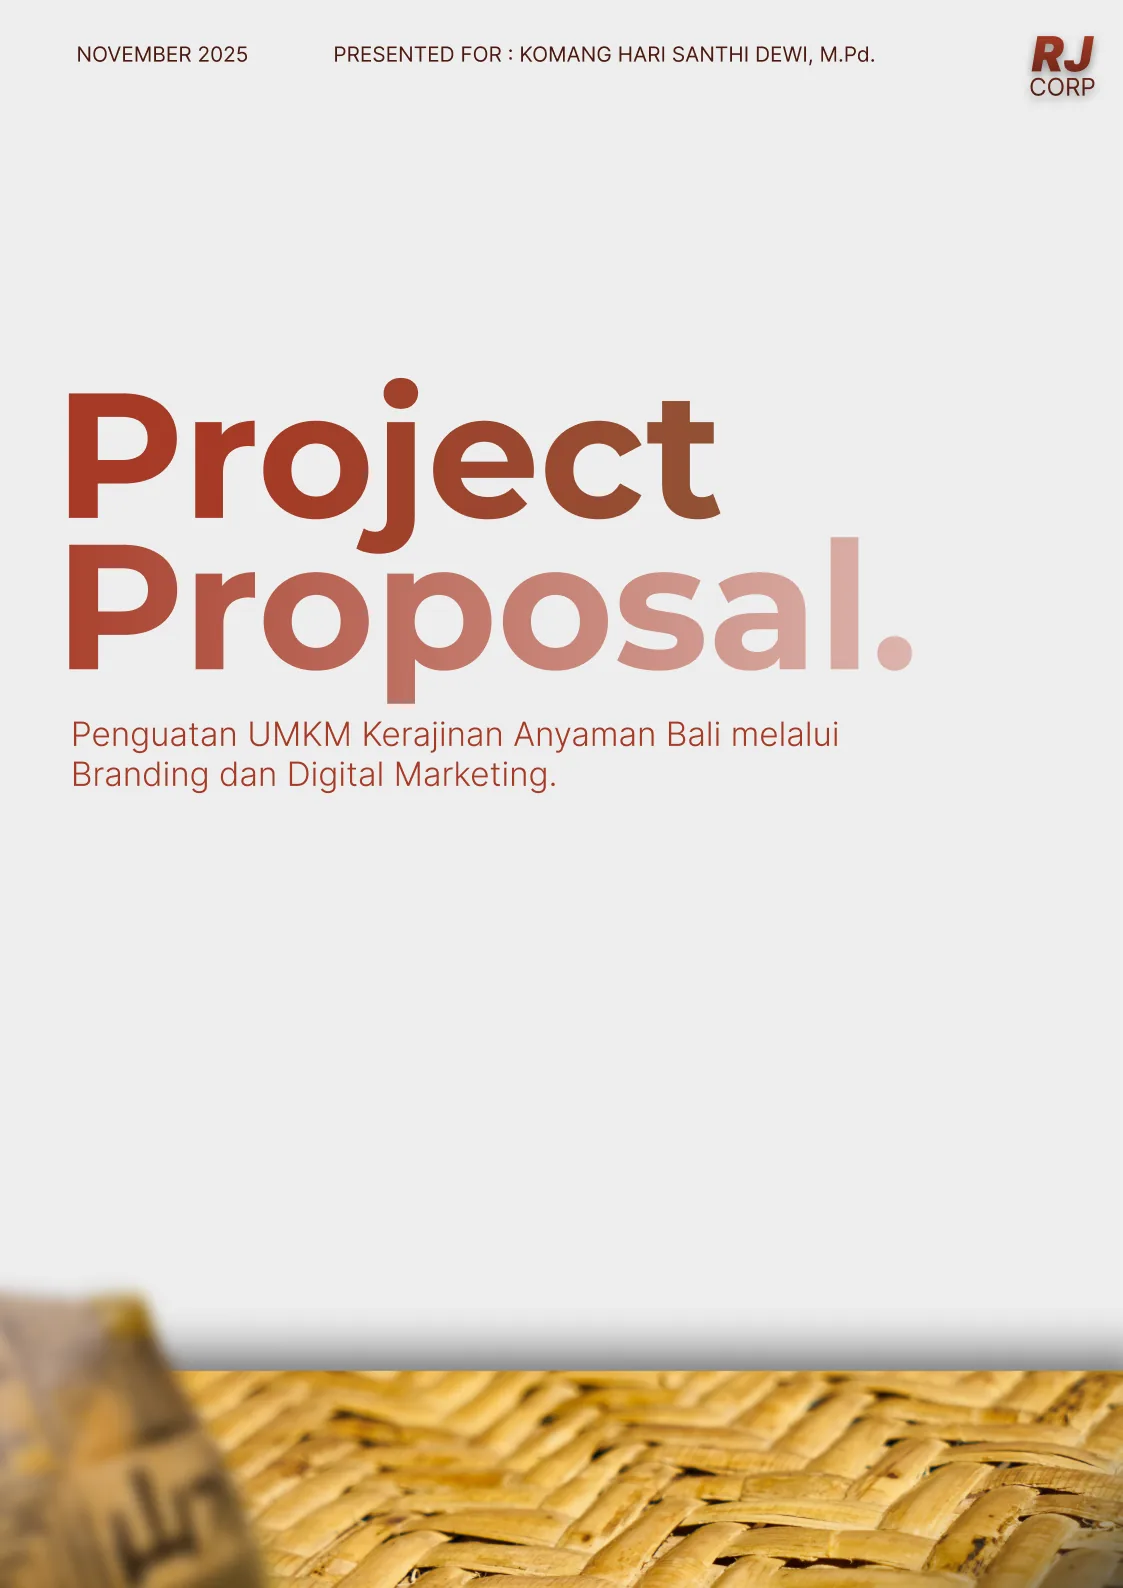 NOVEMBER 2025
PRESENTED FOR : KOMANG HARI SANTHI DEWI, M.Pd.
RJ
CORP
Project
Proposal.
Penguatan UMKM Kerajinan Anyaman Bali melalui
Branding dan Digital Marketing.